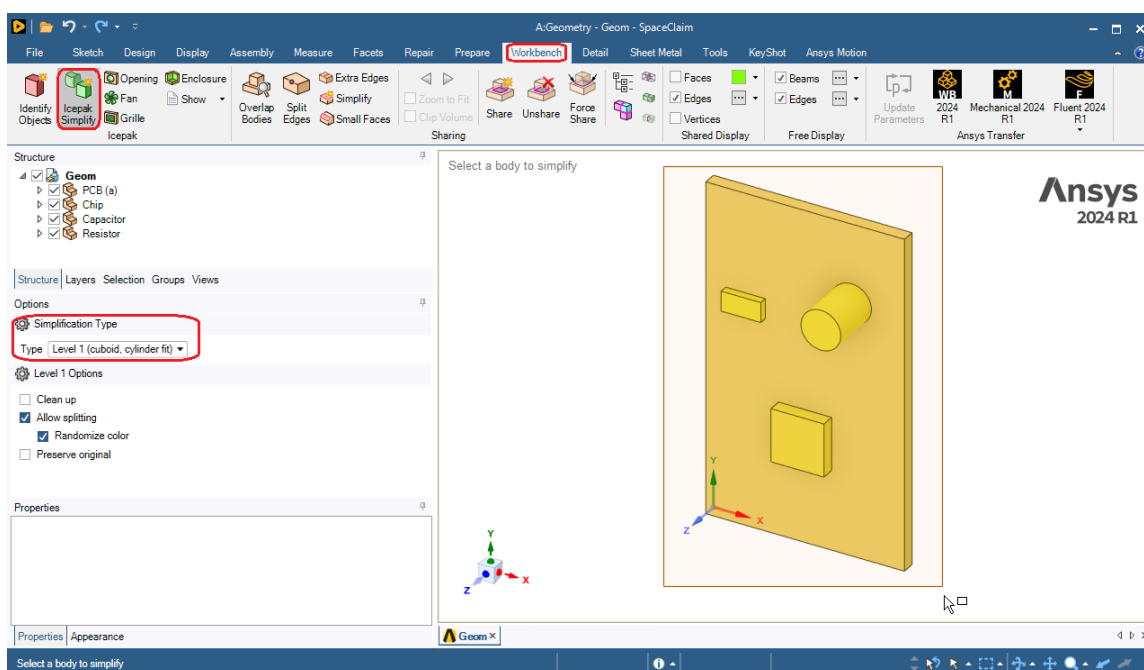 A:Geometry - Geom - SpaceClaim
File Sketch Design Display Assembly Measure Facets Repair Prepare Workbench Detail Sheet Metal Tools KeyShot Ansys Motion
Identify Objects
Icepak Simplify
Opening
Fan
Grille
Enclosure
Show
Icepak
Overlap Bodies
Split Edges
Extra Edges
Simplify
Small Faces
Zoom to Fit
Clip Volume
Share
Unshare
Force Share
Sharing
Faces
Edges
Vertices
Shared Display
Beams
Edges
Free Display
Update Parameters
WB
2024 R1
M
Mechanical 2024 R1
F
Fluent 2024 R1
Ansys Transfer
Structure
Geom
PCB (a)
Chip
Capacitor
Resistor
Structure Layers Selection Groups Views
Options
Simplification Type
Type Level 1 (cuboid, cylinder fit)
Level 1 Options
Clean up
Allow splitting
Randomize color
Preserve original
Properties
Properties Appearance
Select a body to simplify
Ansys
2024 R1
Y
X
Z
Y
X
Z
Geom
Select a body to simplify